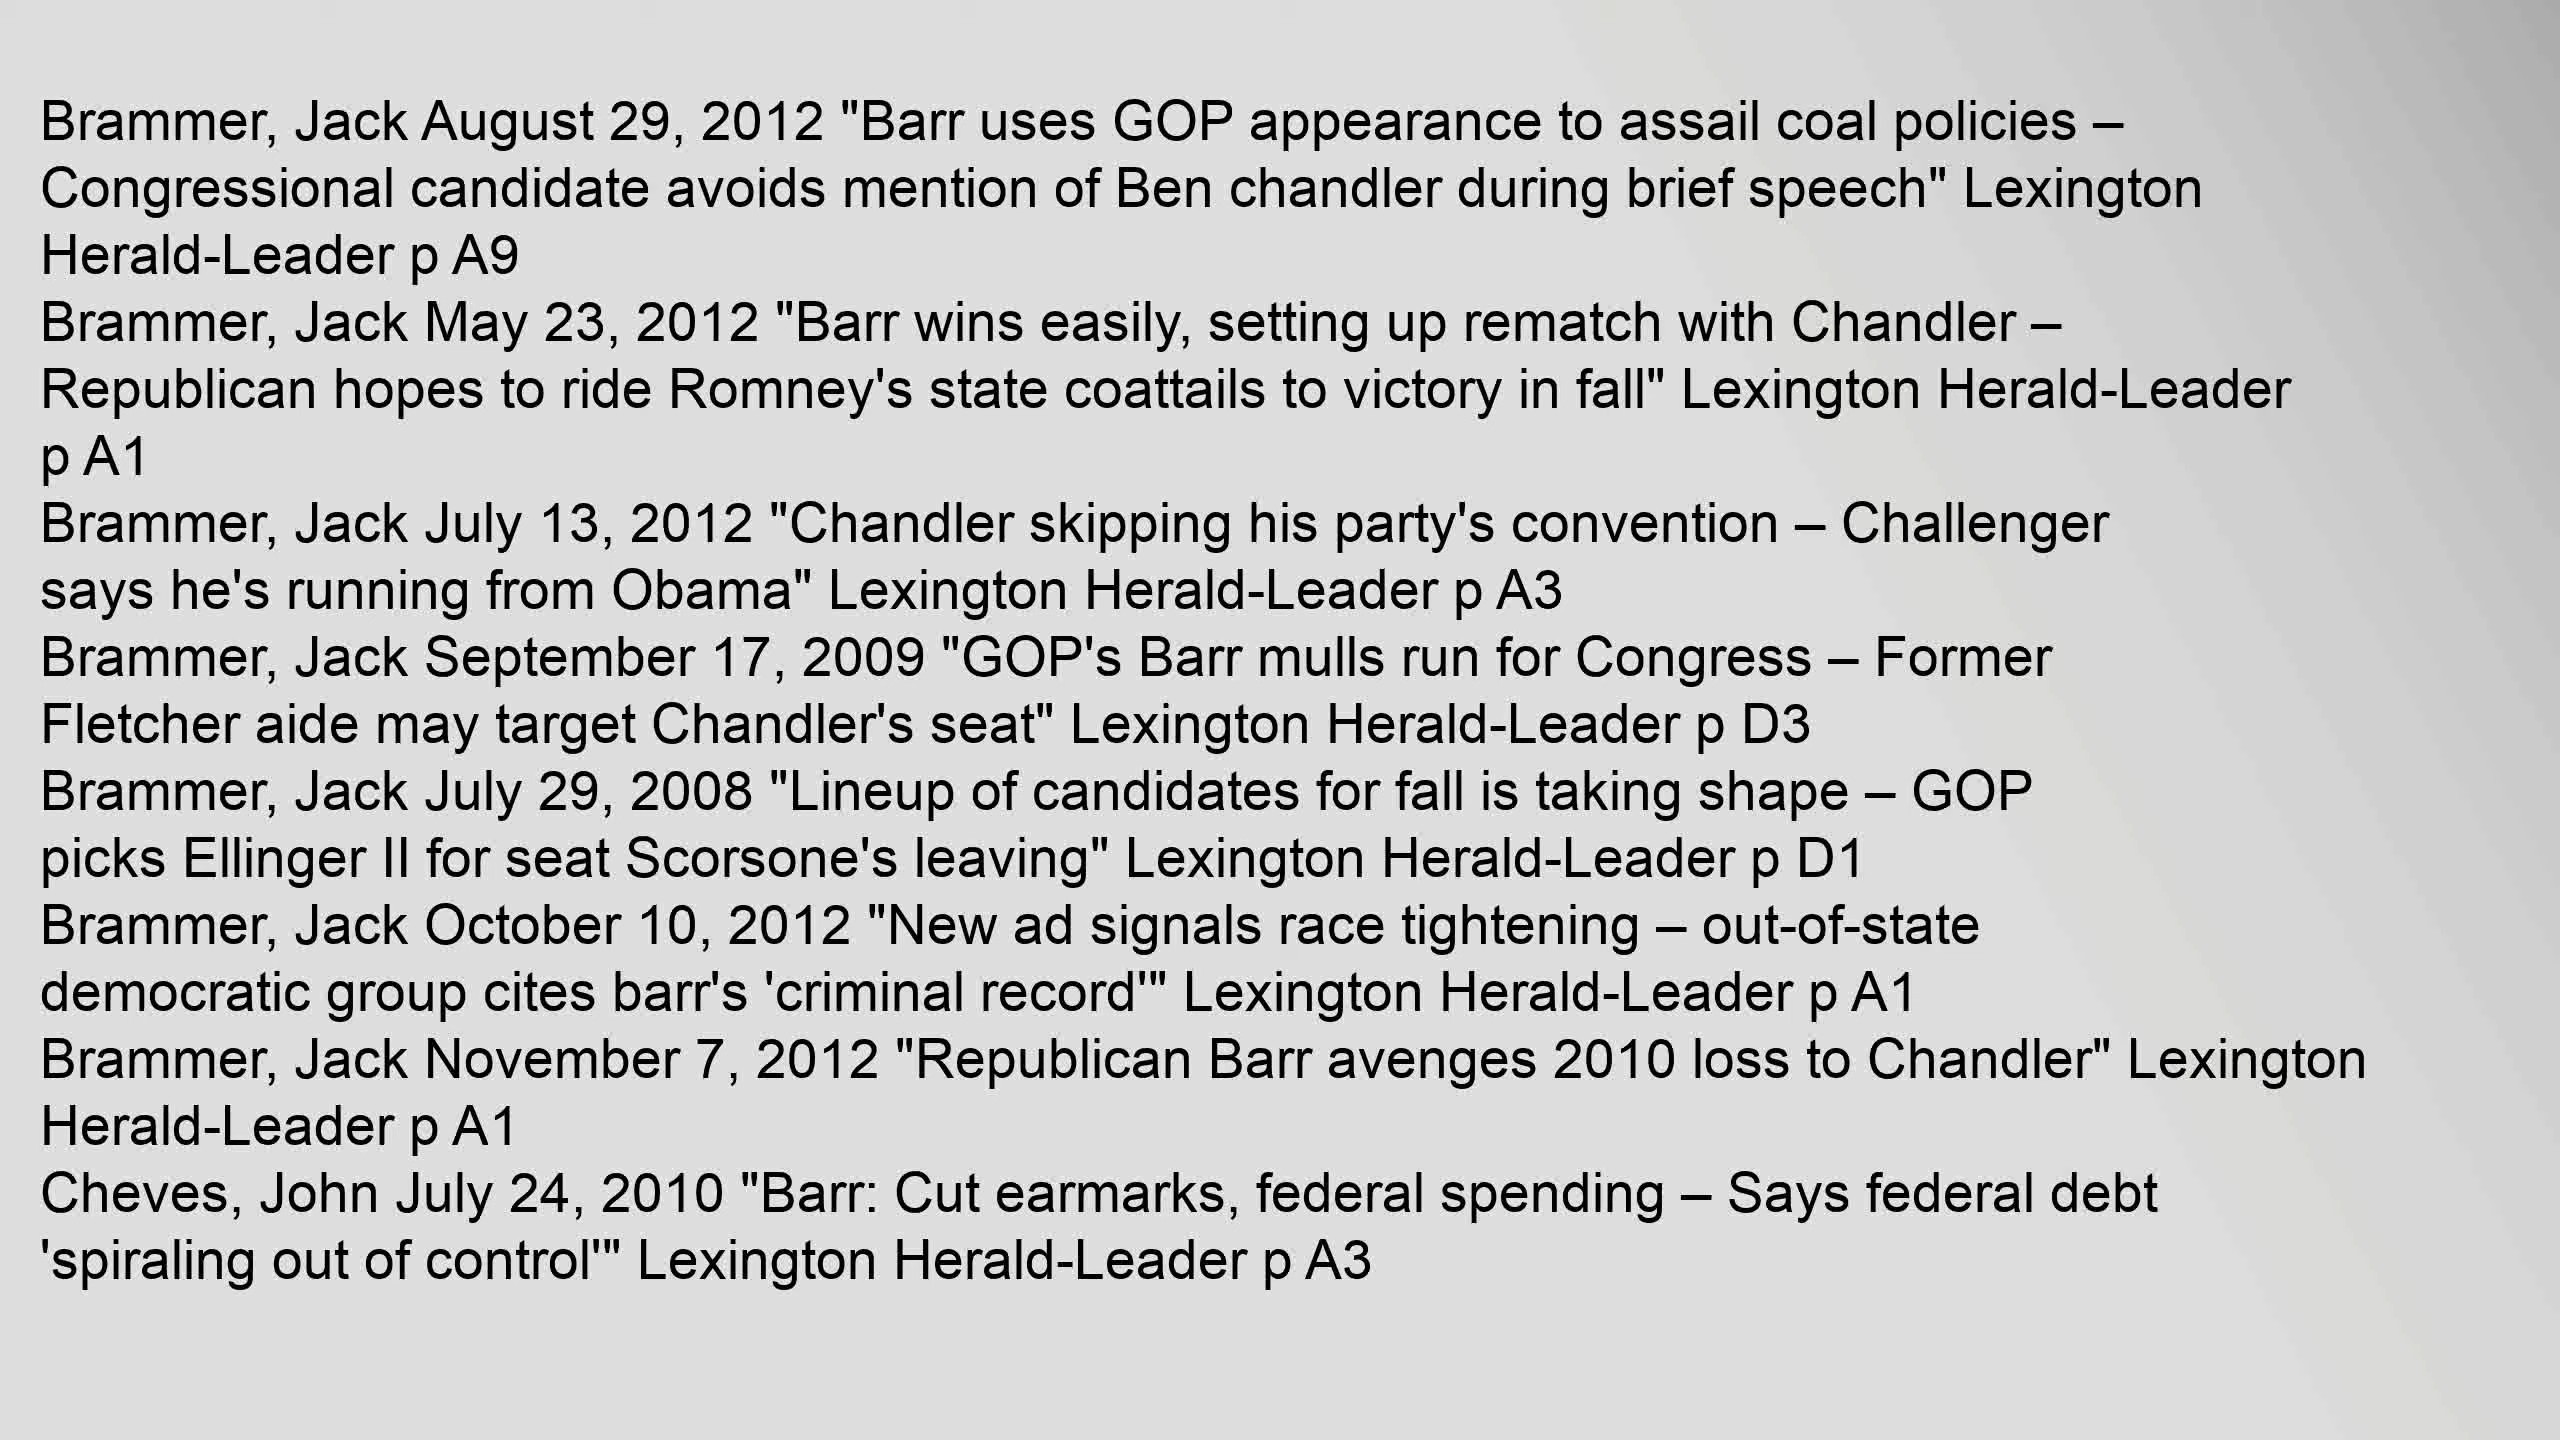 Brammer, Jack August 29, 2012 "Barr uses GOP appearance to assail coal policies –
Congressional candidate avoids mention of Ben chandler during brief speech" Lexington
Herald-Leader p A9
Brammer, Jack May 23, 2012 "Barr wins easily, setting up rematch with Chandler –
Republican hopes to ride Romney's state coattails to victory in fall" Lexington Herald-Leader
p A1
Brammer, Jack July 13, 2012 "Chandler skipping his party's convention – Challenger
says he's running from Obama" Lexington Herald-Leader p A3
Brammer, Jack September 17, 2009 "GOP's Barr mulls run for Congress – Former
Fletcher aide may target Chandler's seat" Lexington Herald-Leader p D3
Brammer, Jack July 29, 2008 "Lineup of candidates for fall is taking shape – GOP
picks Ellinger II for seat Scorsone's leaving" Lexington Herald-Leader p D1
Brammer, Jack October 10, 2012 "New ad signals race tightening – out-of-state
democratic group cites barr's 'criminal record'" Lexington Herald-Leader p A1
Brammer, Jack November 7, 2012 "Republican Barr avenges 2010 loss to Chandler" Lexington
Herald-Leader p A1
Cheves, John July 24, 2010 "Barr: Cut earmarks, federal spending – Says federal debt
'spiraling out of control'" Lexington Herald-Leader p A3